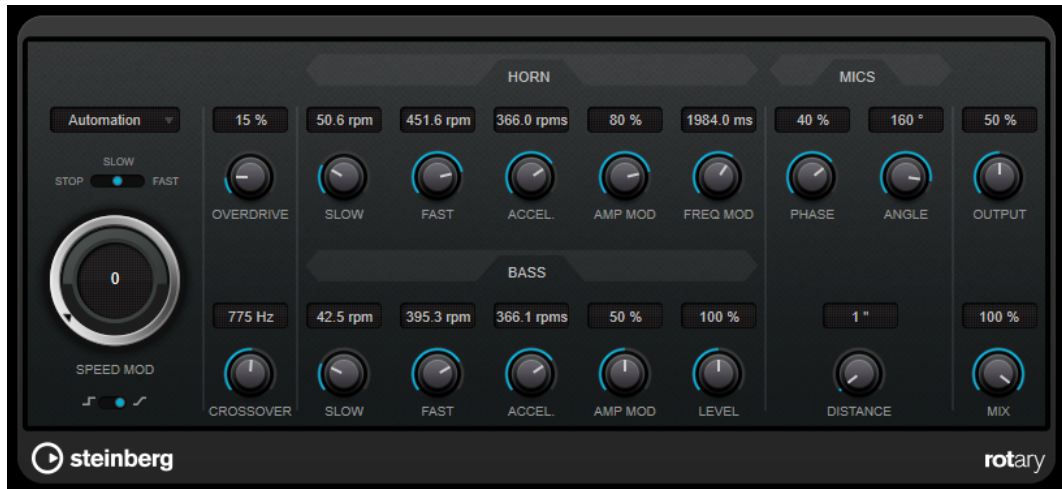 HORN
MICS
Automation
15 %
50.6 rpm
451.6 rpm
366.0 rpms
80 %
1984.0 ms
40 %
160 °
50 %
SLOW
STOP
FAST
OVERDRIVE
SLOW
FAST
ACCEL.
AMP MOD
FREQ MOD
PHASE
ANGLE
OUTPUT
0
BASS
775 Hz
42.5 rpm
395.3 rpm
366.1 rpms
50 %
100 %
1 "
100 %
SPEED MOD
CROSSOVER
SLOW
FAST
ACCEL.
AMP MOD
LEVEL
DISTANCE
MIX
steinberg
rotary